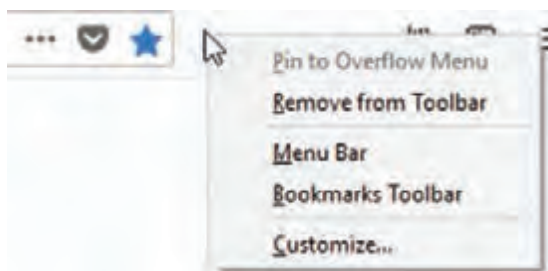 Pin to Overflow Menu
Remove from Toolbar
Menu Bar
Bookmarks Toolbar
Customize...